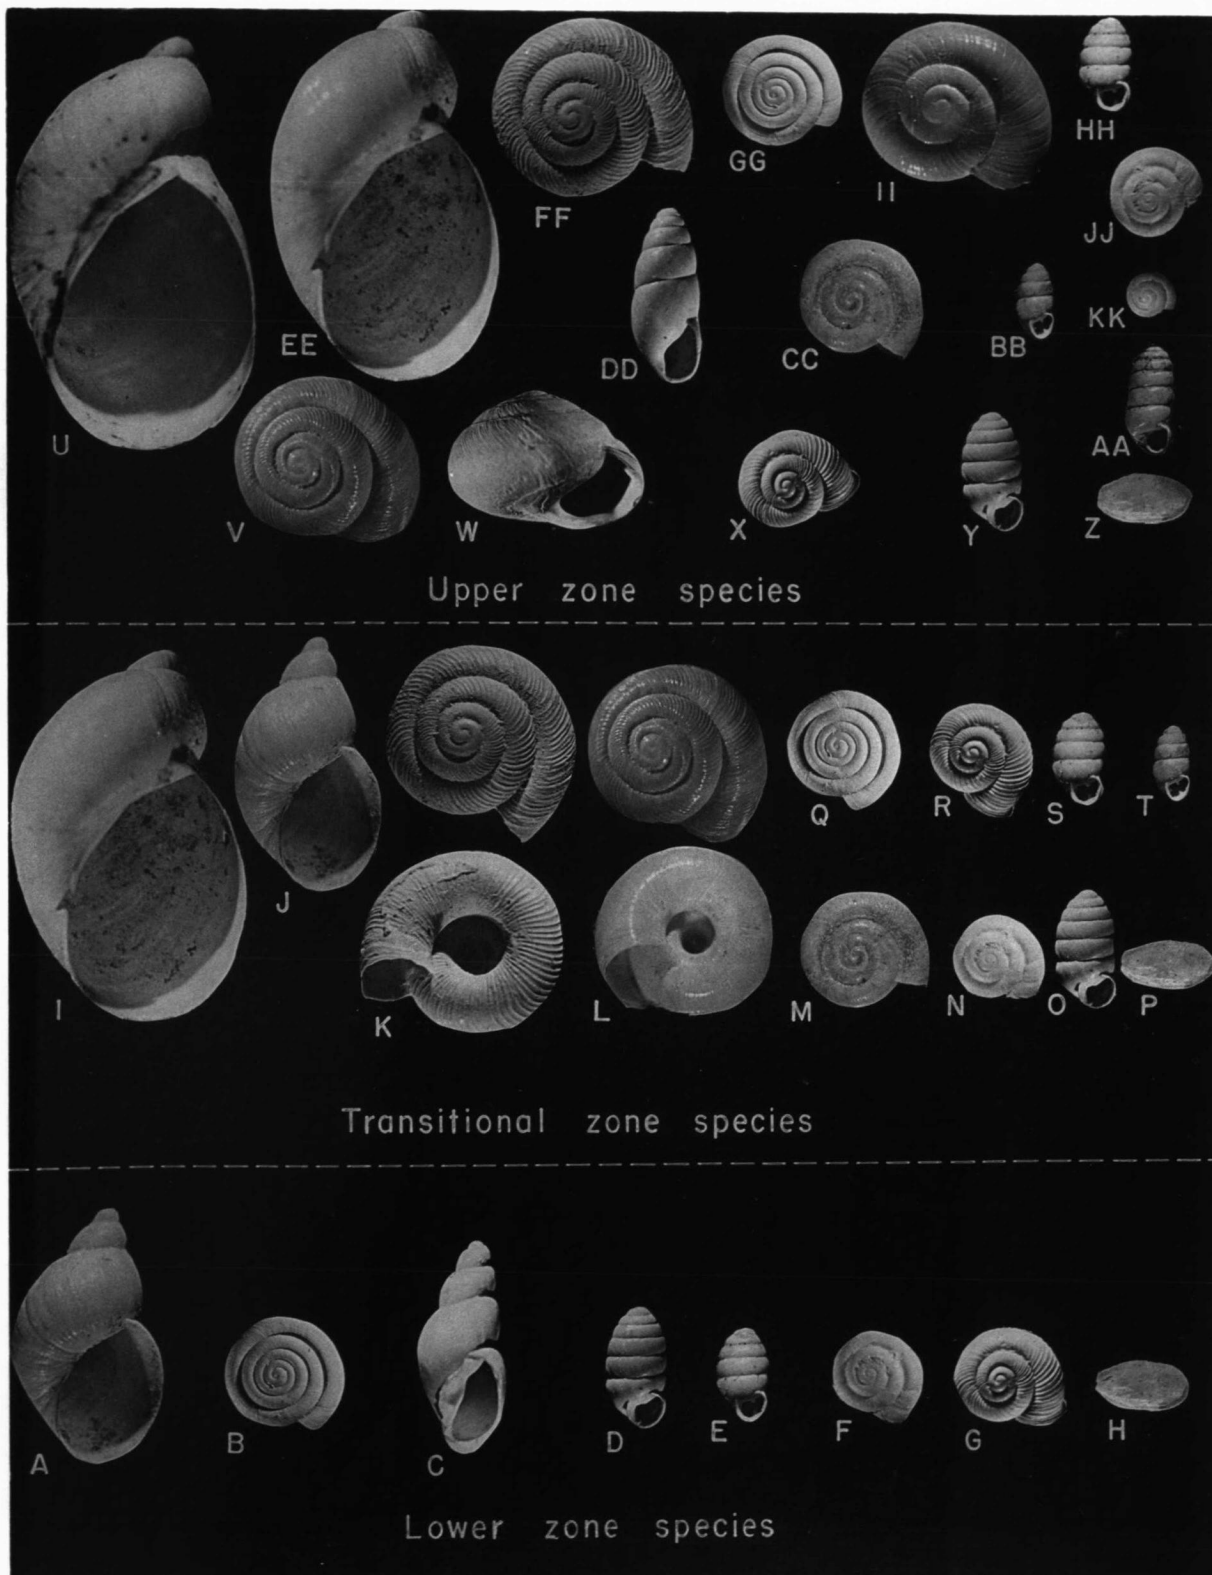 HH
GG
FF
II
JJ
EE
DD
CC
BB
KK
U
AA
V
W
X
Y
Z
Upper zone species
Q
R
S
T
J
I
K
L
M
N
O
P
Transitional zone species
A
B
C
D
E
F
G
H
Lower zone species